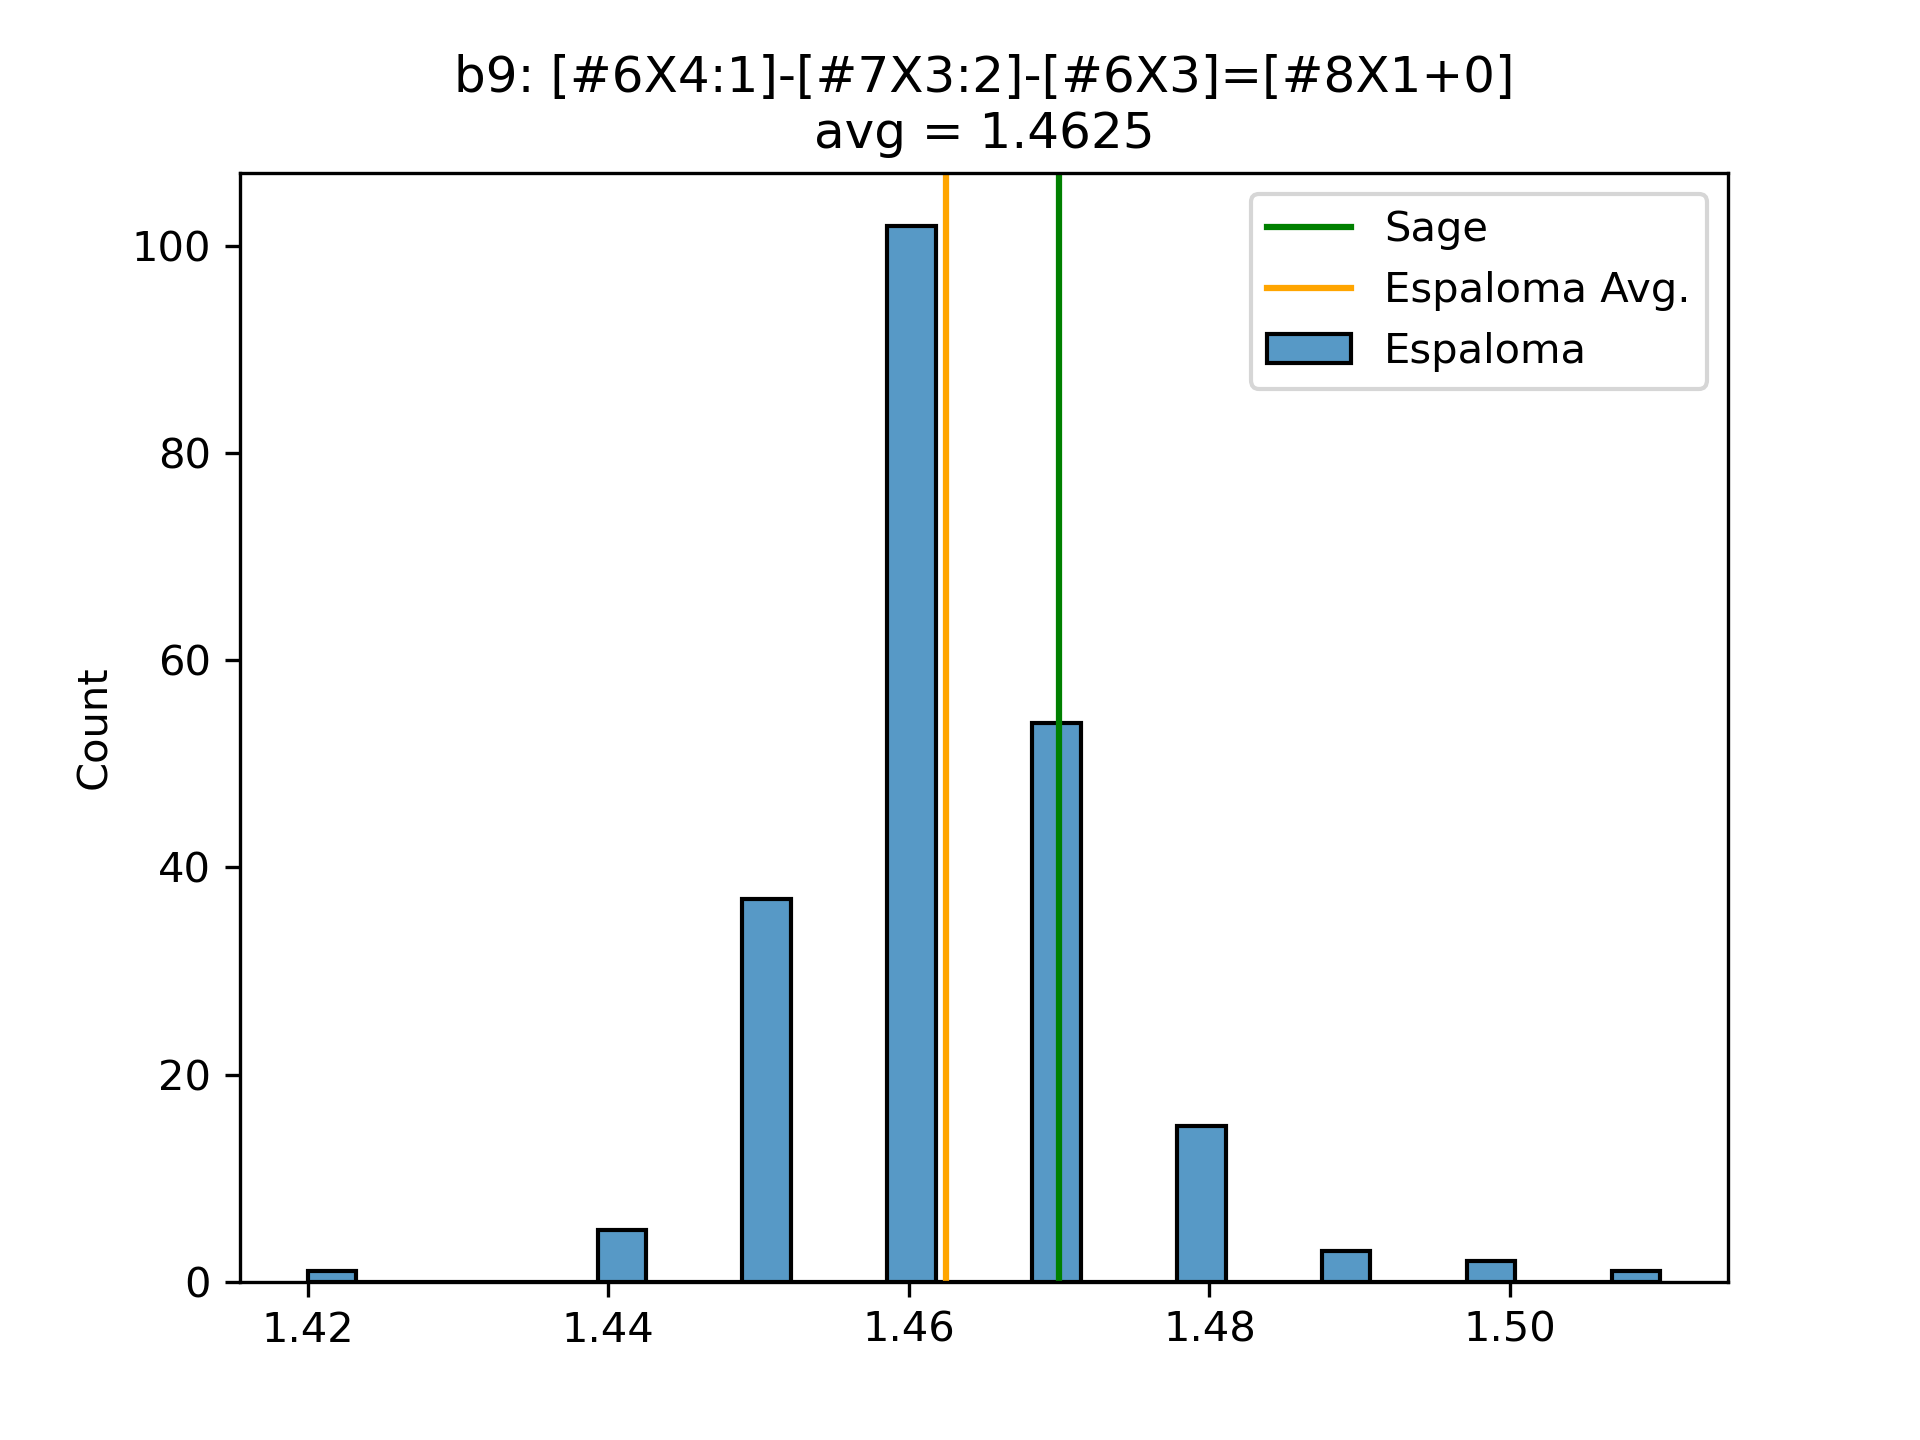 b9: [#6X4:1]-[#7X3:2]-[#6X3]=[#8X1+0]
avg = 1.4625
Sage
Espaloma Avg.
Espaloma
Count
100
80
60
40
20
0
1.42 1.44 1.46 1.48 1.50